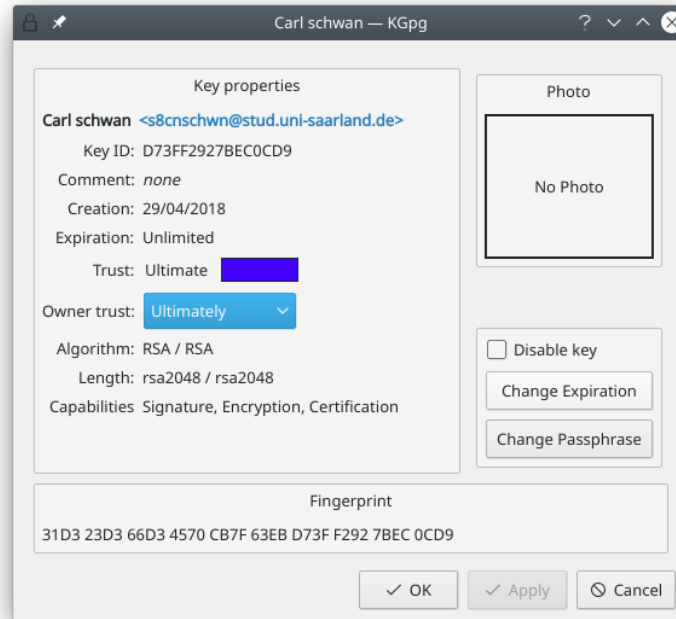 Carl schwan — KGpg
Key properties
Carl schwan <s8cnschwn@stud.uni-saarland.de>
Key ID: D73FF2927BEC0CD9
Comment: none
Creation: 29/04/2018
Expiration: Unlimited
Trust: Ultimate
Owner trust: Ultimately
Algorithm: RSA / RSA
Length: rsa2048 / rsa2048
Capabilities Signature, Encryption, Certification
Photo
No Photo
Disable key
Change Expiration
Change Passphrase
Fingerprint
31D3 23D3 66D3 4570 CB7F 63EB D73F F292 7BEC 0CD9
OK Apply Cancel